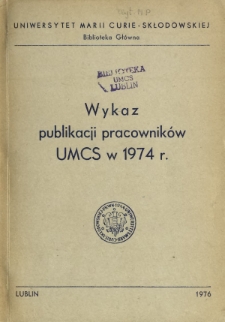 UNIWERSYTET MARII CURIE-SKŁODOWSKIEJ
Biblioteka Główna
BIBLIOTEKA
UMCS
LUBLIN
Wykaz
publikacji pracowników
UMCS w 1974 r.
LUBLIN 1976